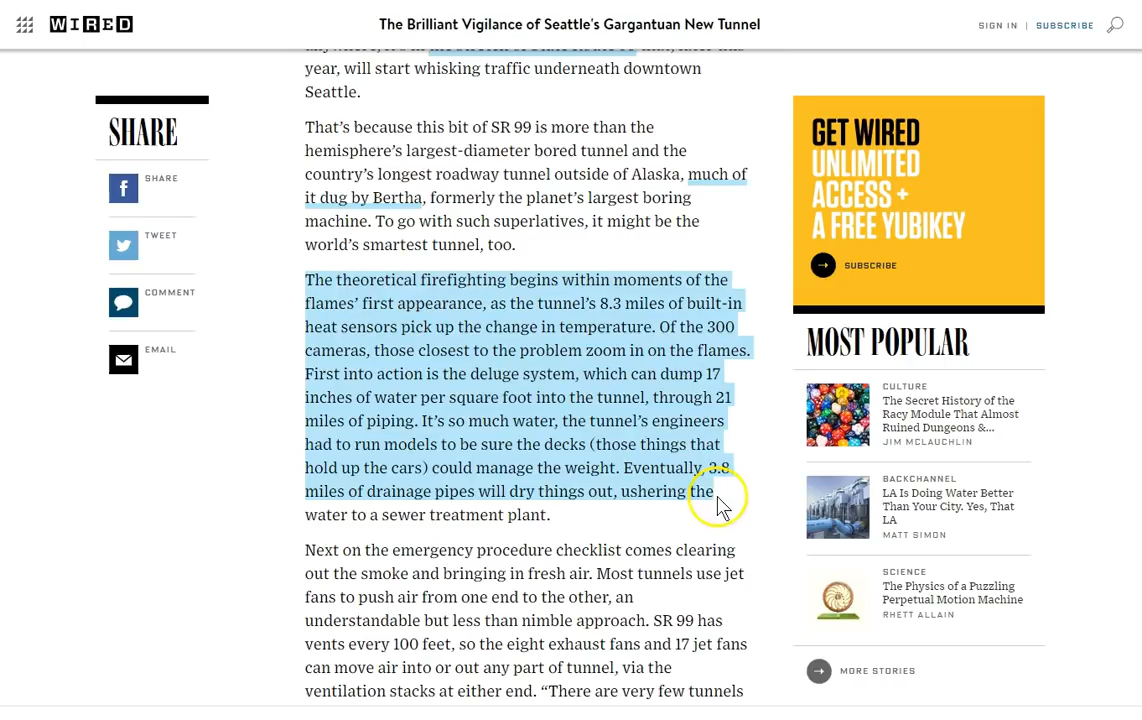 WIRED
The Brilliant Vigilance of Seattle's Gargantuan New Tunnel
SIGN IN | SUBSCRIBE
year, will start whisking traffic underneath downtown
Seattle.
That’s because this bit of SR 99 is more than the
hemisphere’s largest-diameter bored tunnel and the
country’s longest roadway tunnel outside of Alaska, much of
it dug by Bertha, formerly the planet’s largest boring
machine. To go with such superlatives, it might be the
world’s smartest tunnel, too.
The theoretical firefighting begins within moments of the
flames’ first appearance, as the tunnel’s 8.3 miles of built-in
heat sensors pick up the change in temperature. Of the 300
cameras, those closest to the problem zoom in on the flames.
First into action is the deluge system, which can dump 17
inches of water per square foot into the tunnel, through 21
miles of piping. It’s so much water, the tunnel’s engineers
had to run models to be sure the decks (those things that
hold up the cars) could manage the weight. Eventually, 3.8
miles of drainage pipes will dry things out, ushering the
water to a sewer treatment plant.
Next on the emergency procedure checklist comes clearing
out the smoke and bringing in fresh air. Most tunnels use jet
fans to push air from one end to the other, an
understandable but less than nimble approach. SR 99 has
vents every 100 feet, so the eight exhaust fans and 17 jet fans
can move air into or out any part of tunnel, via the
ventilation stacks at either end. “There are very few tunnels
SHARE
SHARE
TWEET
COMMENT
EMAIL
GET WIRED
UNLIMITED
ACCESS +
A FREE YUBIKEY
SUBSCRIBE
MOST POPULAR
CULTURE
The Secret History of the
Racy Module That Almost
Ruined Dungeons &...
JIM MCLAUCHLIN
BACKCHANNEL
LA Is Doing Water Better
Than Your City. Yes, That
LA
MATT SIMON
SCIENCE
The Physics of a Puzzling
Perpetual Motion Machine
RHETT ALLAIN
MORE STORIES